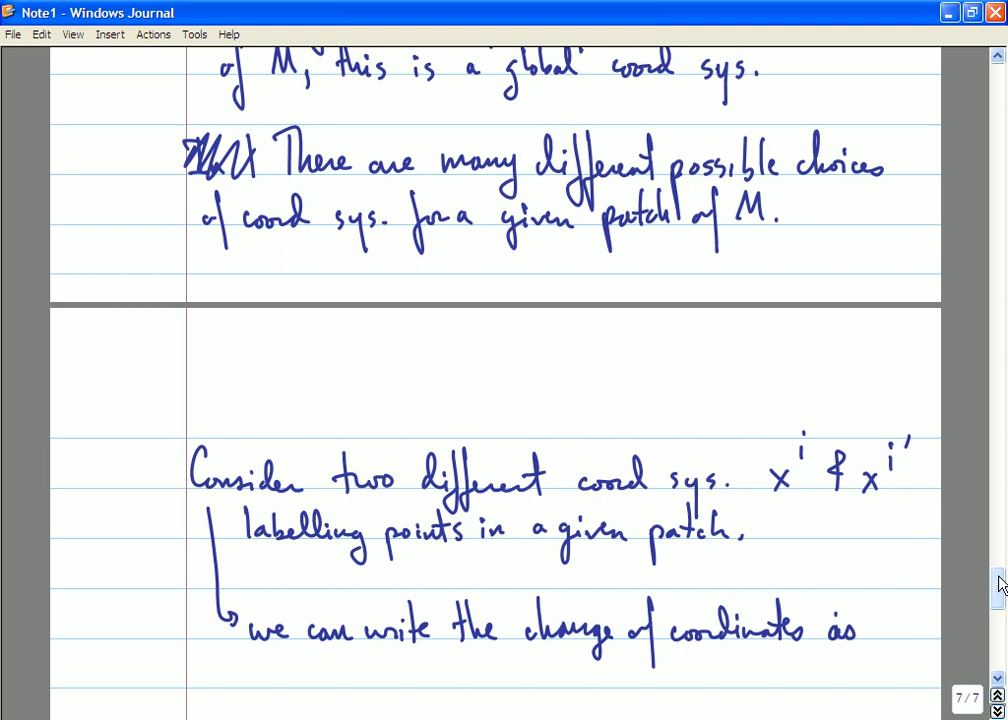 Note1 - Windows Journal
File Edit View Insert Actions Tools Help
of M, this is a "global" coord sys.
There are many different possible choices
of coord sys. for a given patch of M.
Consider two different coord sys. x^i & x^i'
labelling points in a given patch.
we can write the change of coordinates as
7 / 7